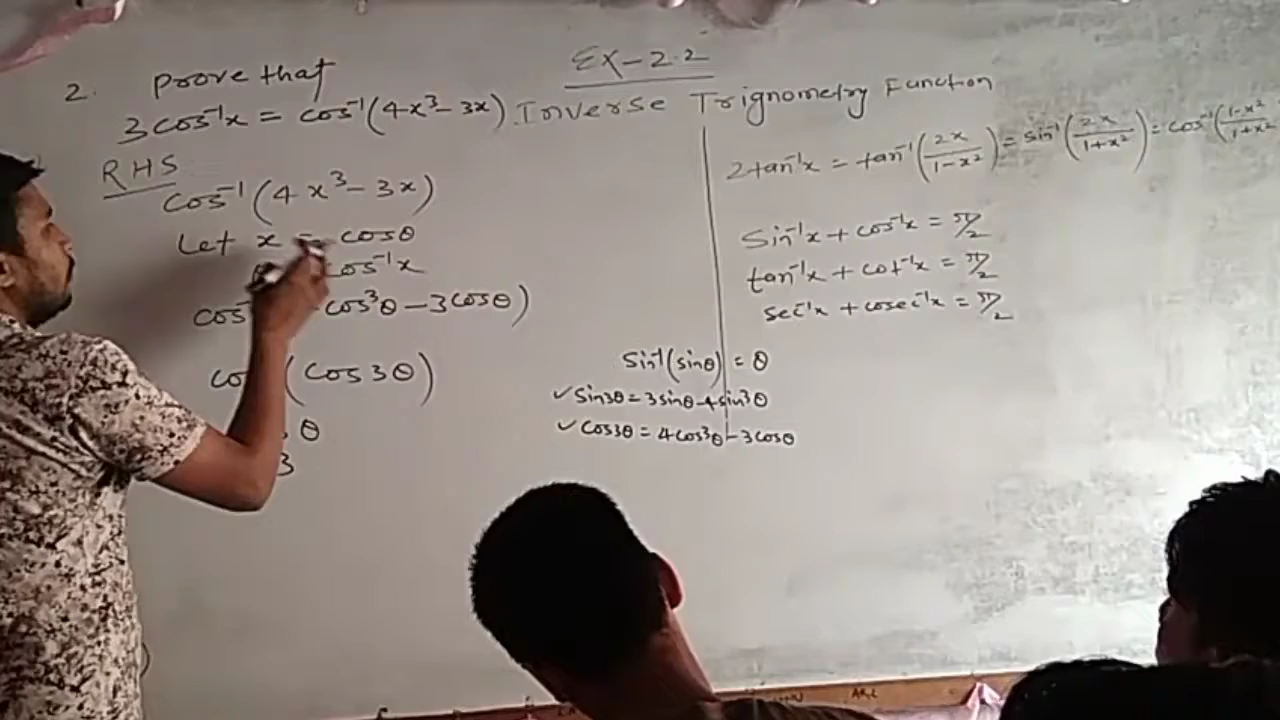 EX-2.2
Inverse Trignometry Function
2. prove that
3cos⁻¹x = cos⁻¹(4x³-3x)
RHS
cos⁻¹(4x³-3x)
Let x = cosθ
cos⁻¹x
cos⁻ cos³θ-3cosθ)
(cos3θ)
θ
3
2tan⁻¹x = tan⁻¹(2x/1-x²) = sin⁻¹(2x/1+x²) = cos⁻¹(1-x²/1+x²
Sin⁻¹x + cos⁻¹x = π/2
tan⁻¹x + cot⁻¹x = π/2
sec⁻¹x + cosec⁻¹x = π/2
Sin⁻¹(sinθ) = θ
✓ Sin3θ = 3sinθ-4sin³θ
✓ Cos3θ = 4cos³θ-3cosθ